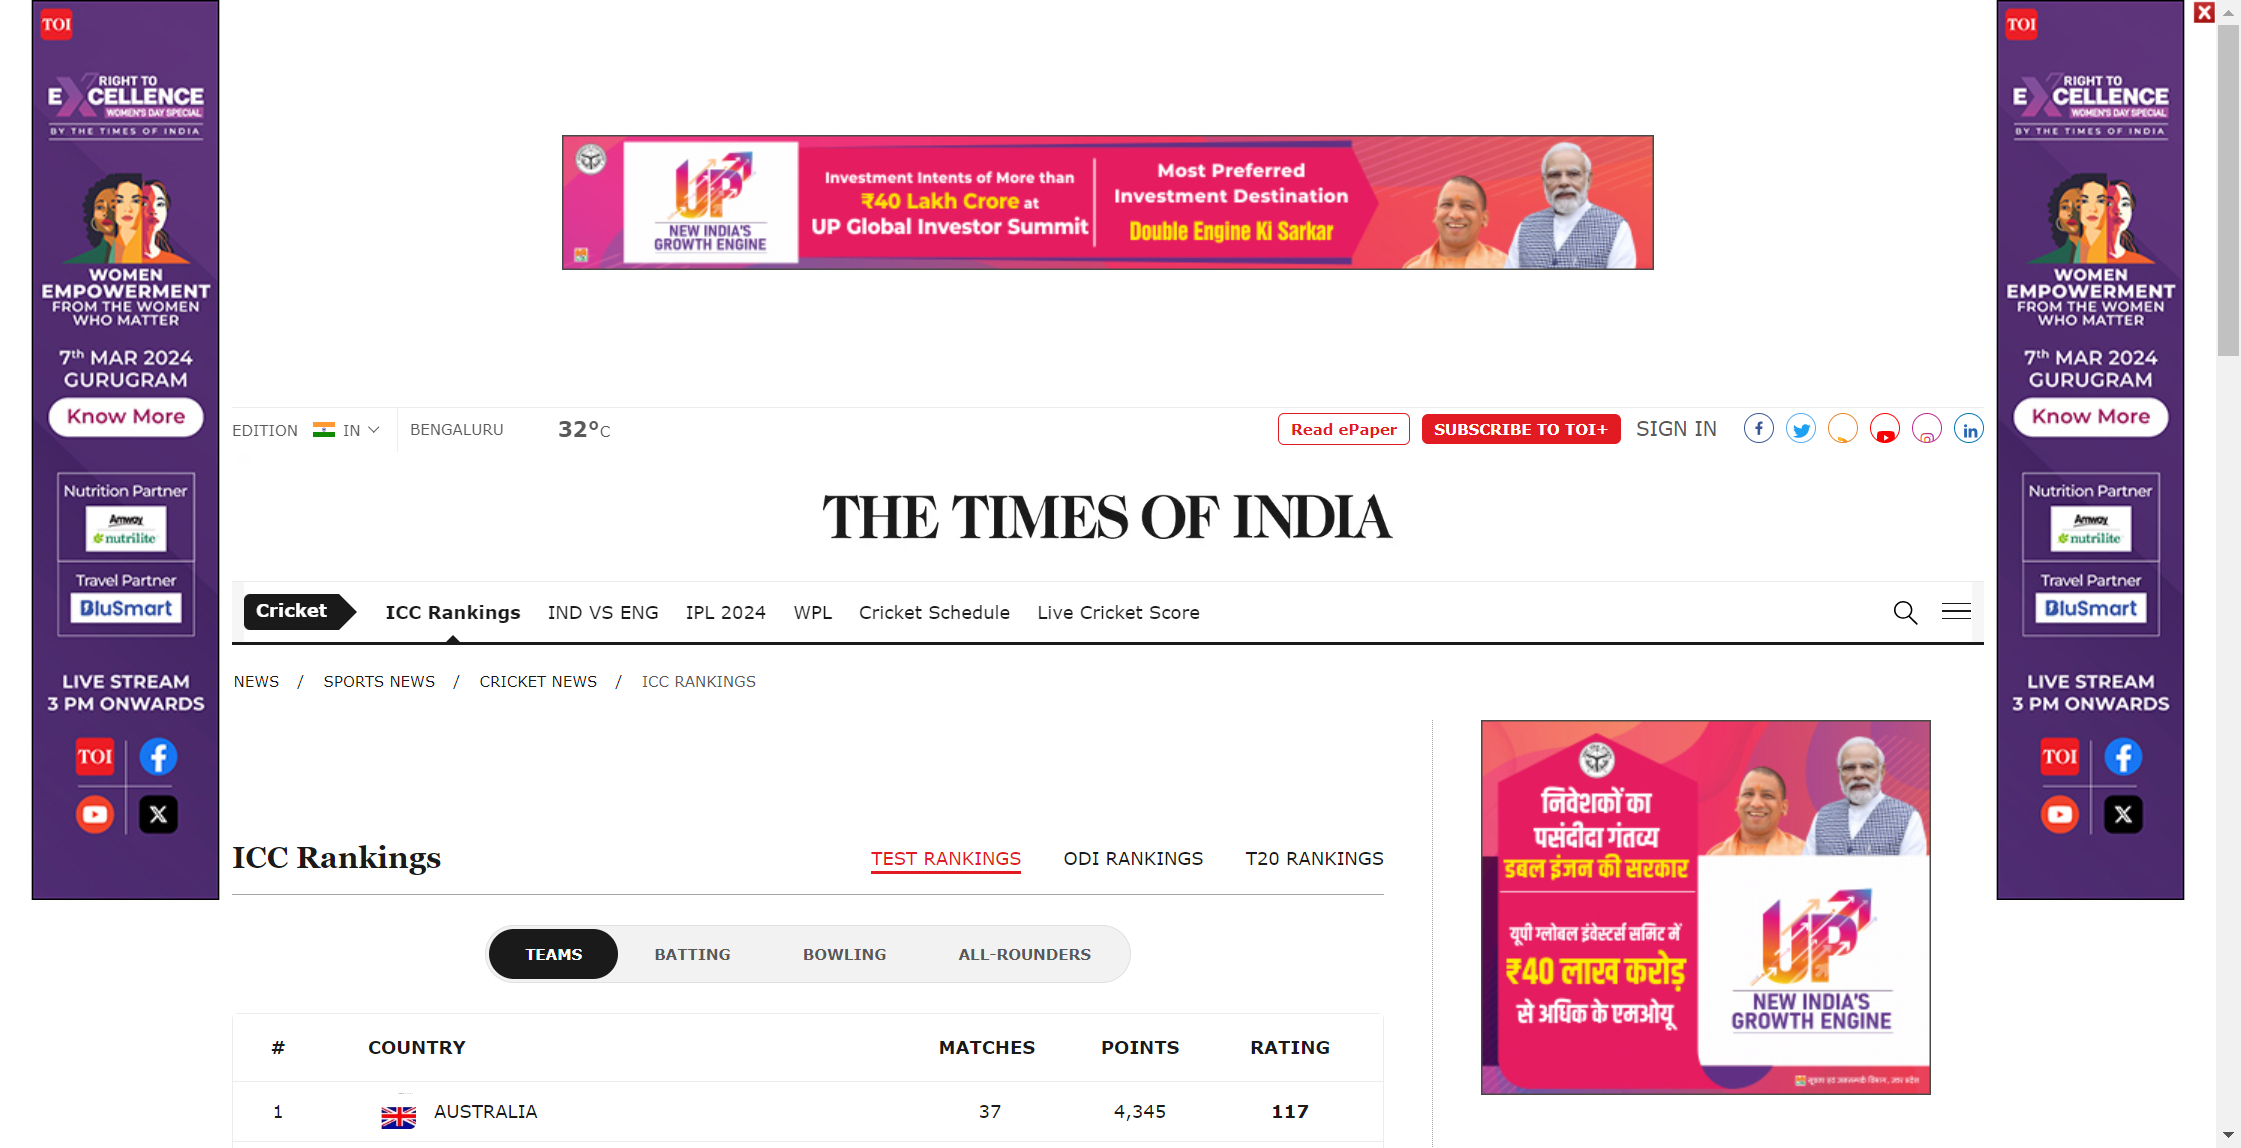 TOI
RIGHT TO
EXCELLENCE
WOMEN'S DAY SPECIAL
BY THE TIMES OF INDIA
WOMEN
EMPOWERMENT
FROM THE WOMEN
WHO MATTER
7th MAR 2024
GURUGRAM
Know More
Nutrition Partner
Amway
nutrilite
Travel Partner
BluSmart
LIVE STREAM
3 PM ONWARDS
TOI
UP
NEW INDIA'S
GROWTH ENGINE
Investment Intents of More than
₹40 Lakh Crore at
UP Global Investor Summit
Most Preferred
Investment Destination
Double Engine Ki Sarkar
EDITION IN BENGALURU 32°C
Read ePaper SUBSCRIBE TO TOI+ SIGN IN
THE TIMES OF INDIA
Cricket ICC Rankings IND VS ENG IPL 2024 WPL Cricket Schedule Live Cricket Score
NEWS / SPORTS NEWS / CRICKET NEWS / ICC RANKINGS
ICC Rankings TEST RANKINGS ODI RANKINGS T20 RANKINGS
TEAMS BATTING BOWLING ALL-ROUNDERS
# COUNTRY MATCHES POINTS RATING
1 AUSTRALIA 37 4,345 117
निवेशकों का
पसंदीदा गंतव्य
डबल इंजन की सरकार
यूपी ग्लोबल इंवेस्टर्स समिट में
₹40 लाख करोड़
से अधिक के एमओयू
UP
NEW INDIA'S
GROWTH ENGINE
सूचना एवं जनसम्पर्क विभाग, उत्तर प्रदेश
TOI
RIGHT TO
EXCELLENCE
WOMEN'S DAY SPECIAL
BY THE TIMES OF INDIA
WOMEN
EMPOWERMENT
FROM THE WOMEN
WHO MATTER
7th MAR 2024
GURUGRAM
Know More
Nutrition Partner
Amway
nutrilite
Travel Partner
BluSmart
LIVE STREAM
3 PM ONWARDS
TOI